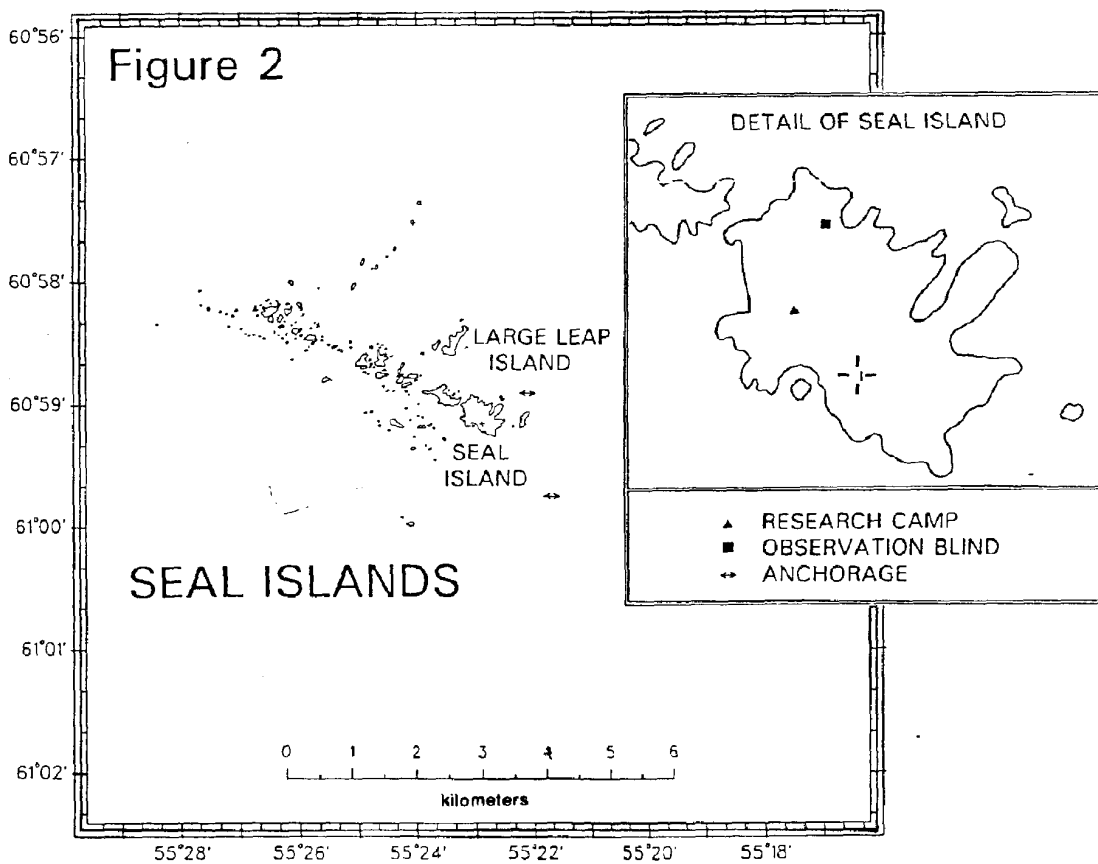 Figure 2
60°56'
60°57'
60°58'
60°59'
61°00'
61°01'
61°02'
LARGE LEAP
ISLAND
SEAL
ISLAND
SEAL ISLANDS
0 1 2 3 4 5 6
kilometers
55°28' 55°26' 55°24' 55°22' 55°20' 55°18'
DETAIL OF SEAL ISLAND
RESEARCH CAMP
OBSERVATION BLIND
ANCHORAGE